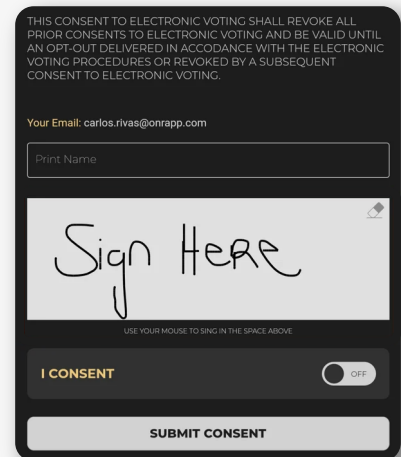 THIS CONSENT TO ELECTRONIC VOTING SHALL REVOKE ALL
PRIOR CONSENTS TO ELECTRONIC VOTING AND BE VALID UNTIL
AN OPT-OUT DELIVERED IN ACCODANCE WITH THE ELECTRONIC
VOTING PROCEDURES OR REVOKED BY A SUBSEQUENT
CONSENT TO ELECTRONIC VOTING.
Your Email: carlos.rivas@onrapp.com
Print Name
Sign HeRE
USE YOUR MOUSE TO SING IN THE SPACE ABOVE
I CONSENT
OFF
SUBMIT CONSENT